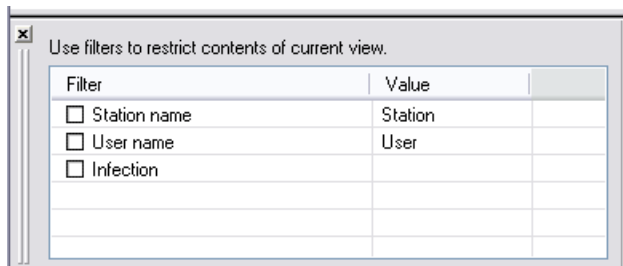 Use filters to restrict contents of current view.
Filter Value
Station name Station
User name User
Infection